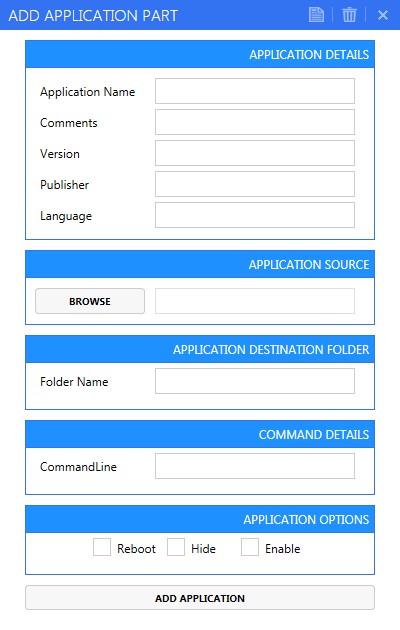 ADD APPLICATION PART
APPLICATION DETAILS
Application Name
Comments
Version
Publisher
Language
APPLICATION SOURCE
BROWSE
APPLICATION DESTINATION FOLDER
Folder Name
COMMAND DETAILS
CommandLine
APPLICATION OPTIONS
Reboot Hide Enable
ADD APPLICATION